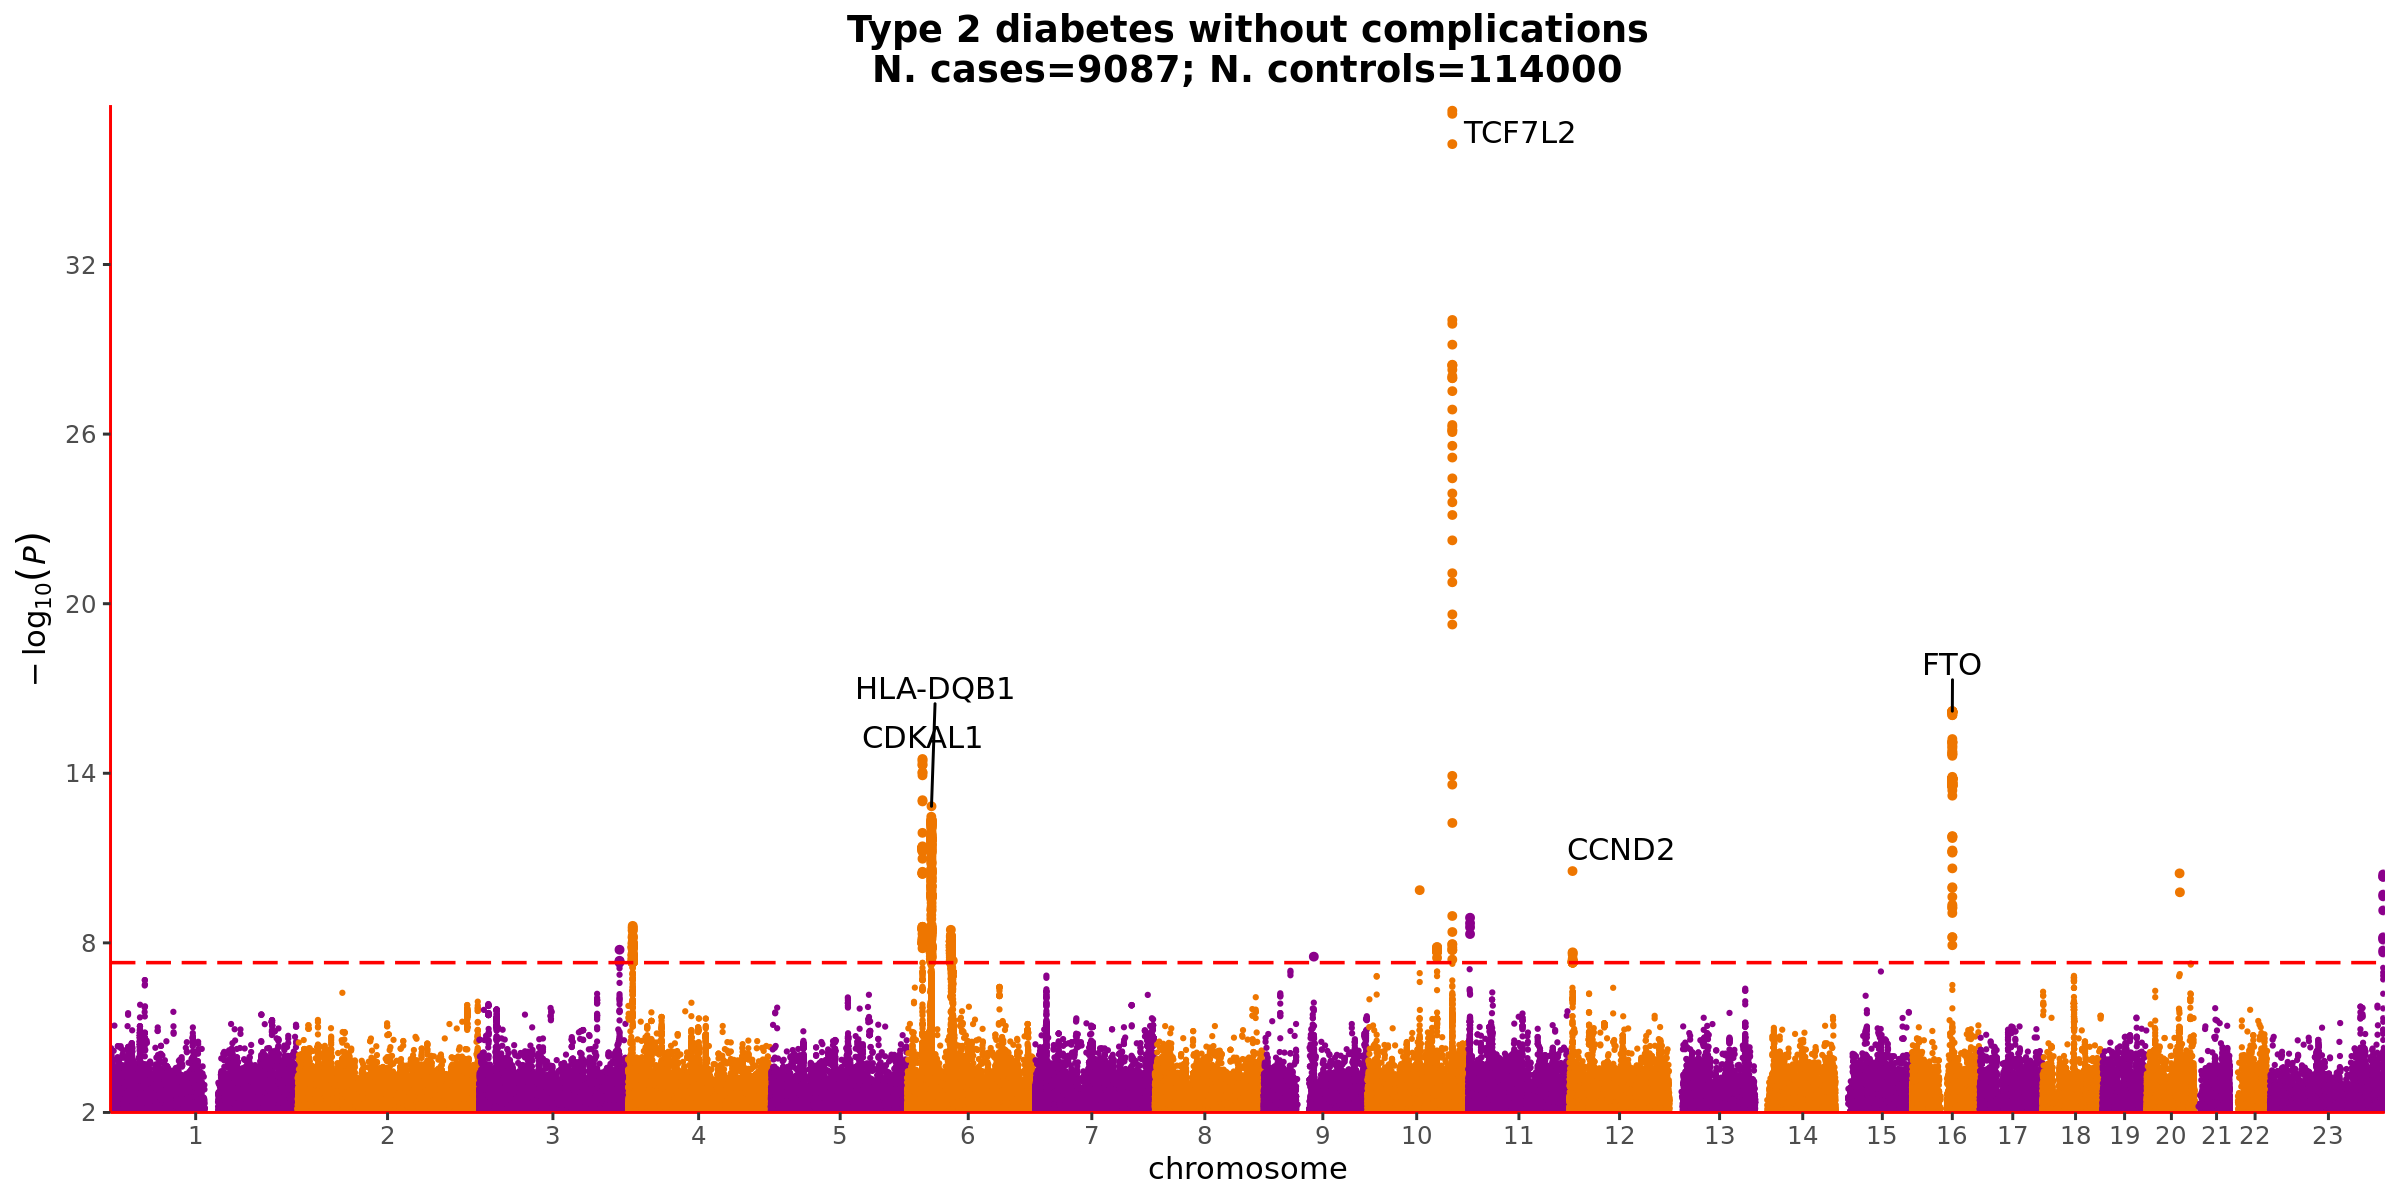 Type 2 diabetes without complications
N. cases=9087; N. controls=114000
TCF7L2
32
26
−log10(P)
20
FTO
HLA-DQB1
CDKAL1
14
CCND2
8
2
1 2 3 4 5 6 7 8 9 10 11 12 13 14 15 16 17 18 19 20 21 22 23
chromosome